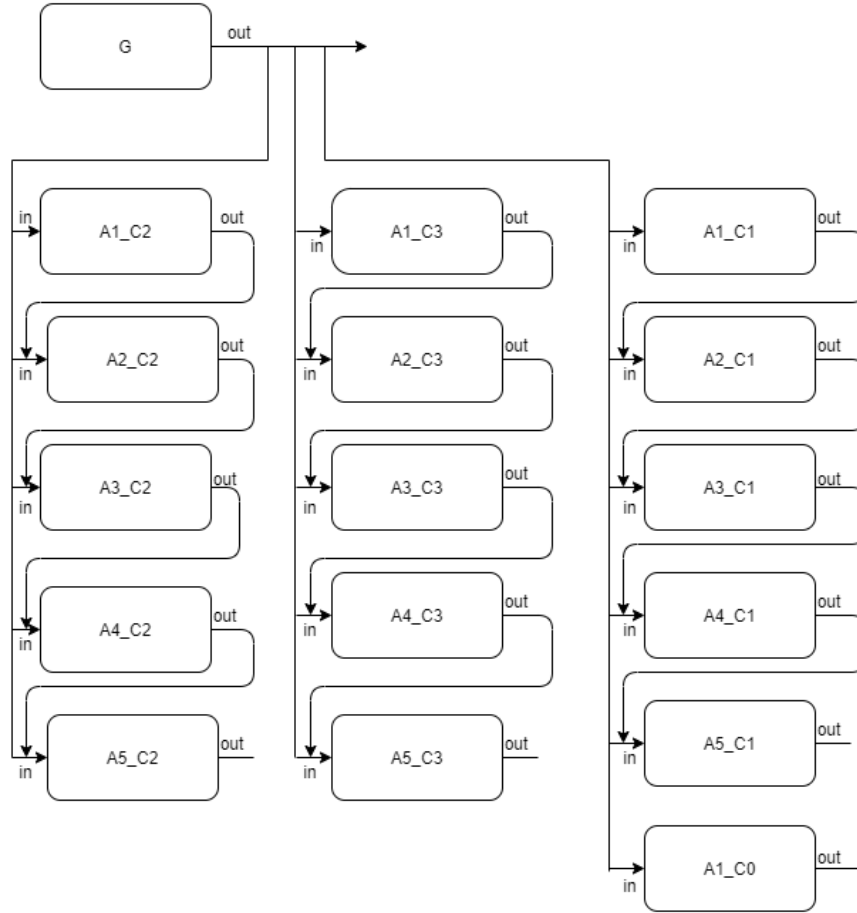 G
out
in
A1_C2
out
in
A1_C3
out
in
A1_C1
out
in
A2_C2
out
in
A2_C3
out
in
A2_C1
out
in
A3_C2
out
in
A3_C3
out
in
A3_C1
out
in
A4_C2
out
in
A4_C3
out
in
A4_C1
out
in
A5_C2
out
in
A5_C3
out
in
A5_C1
out
in
A1_C0
out